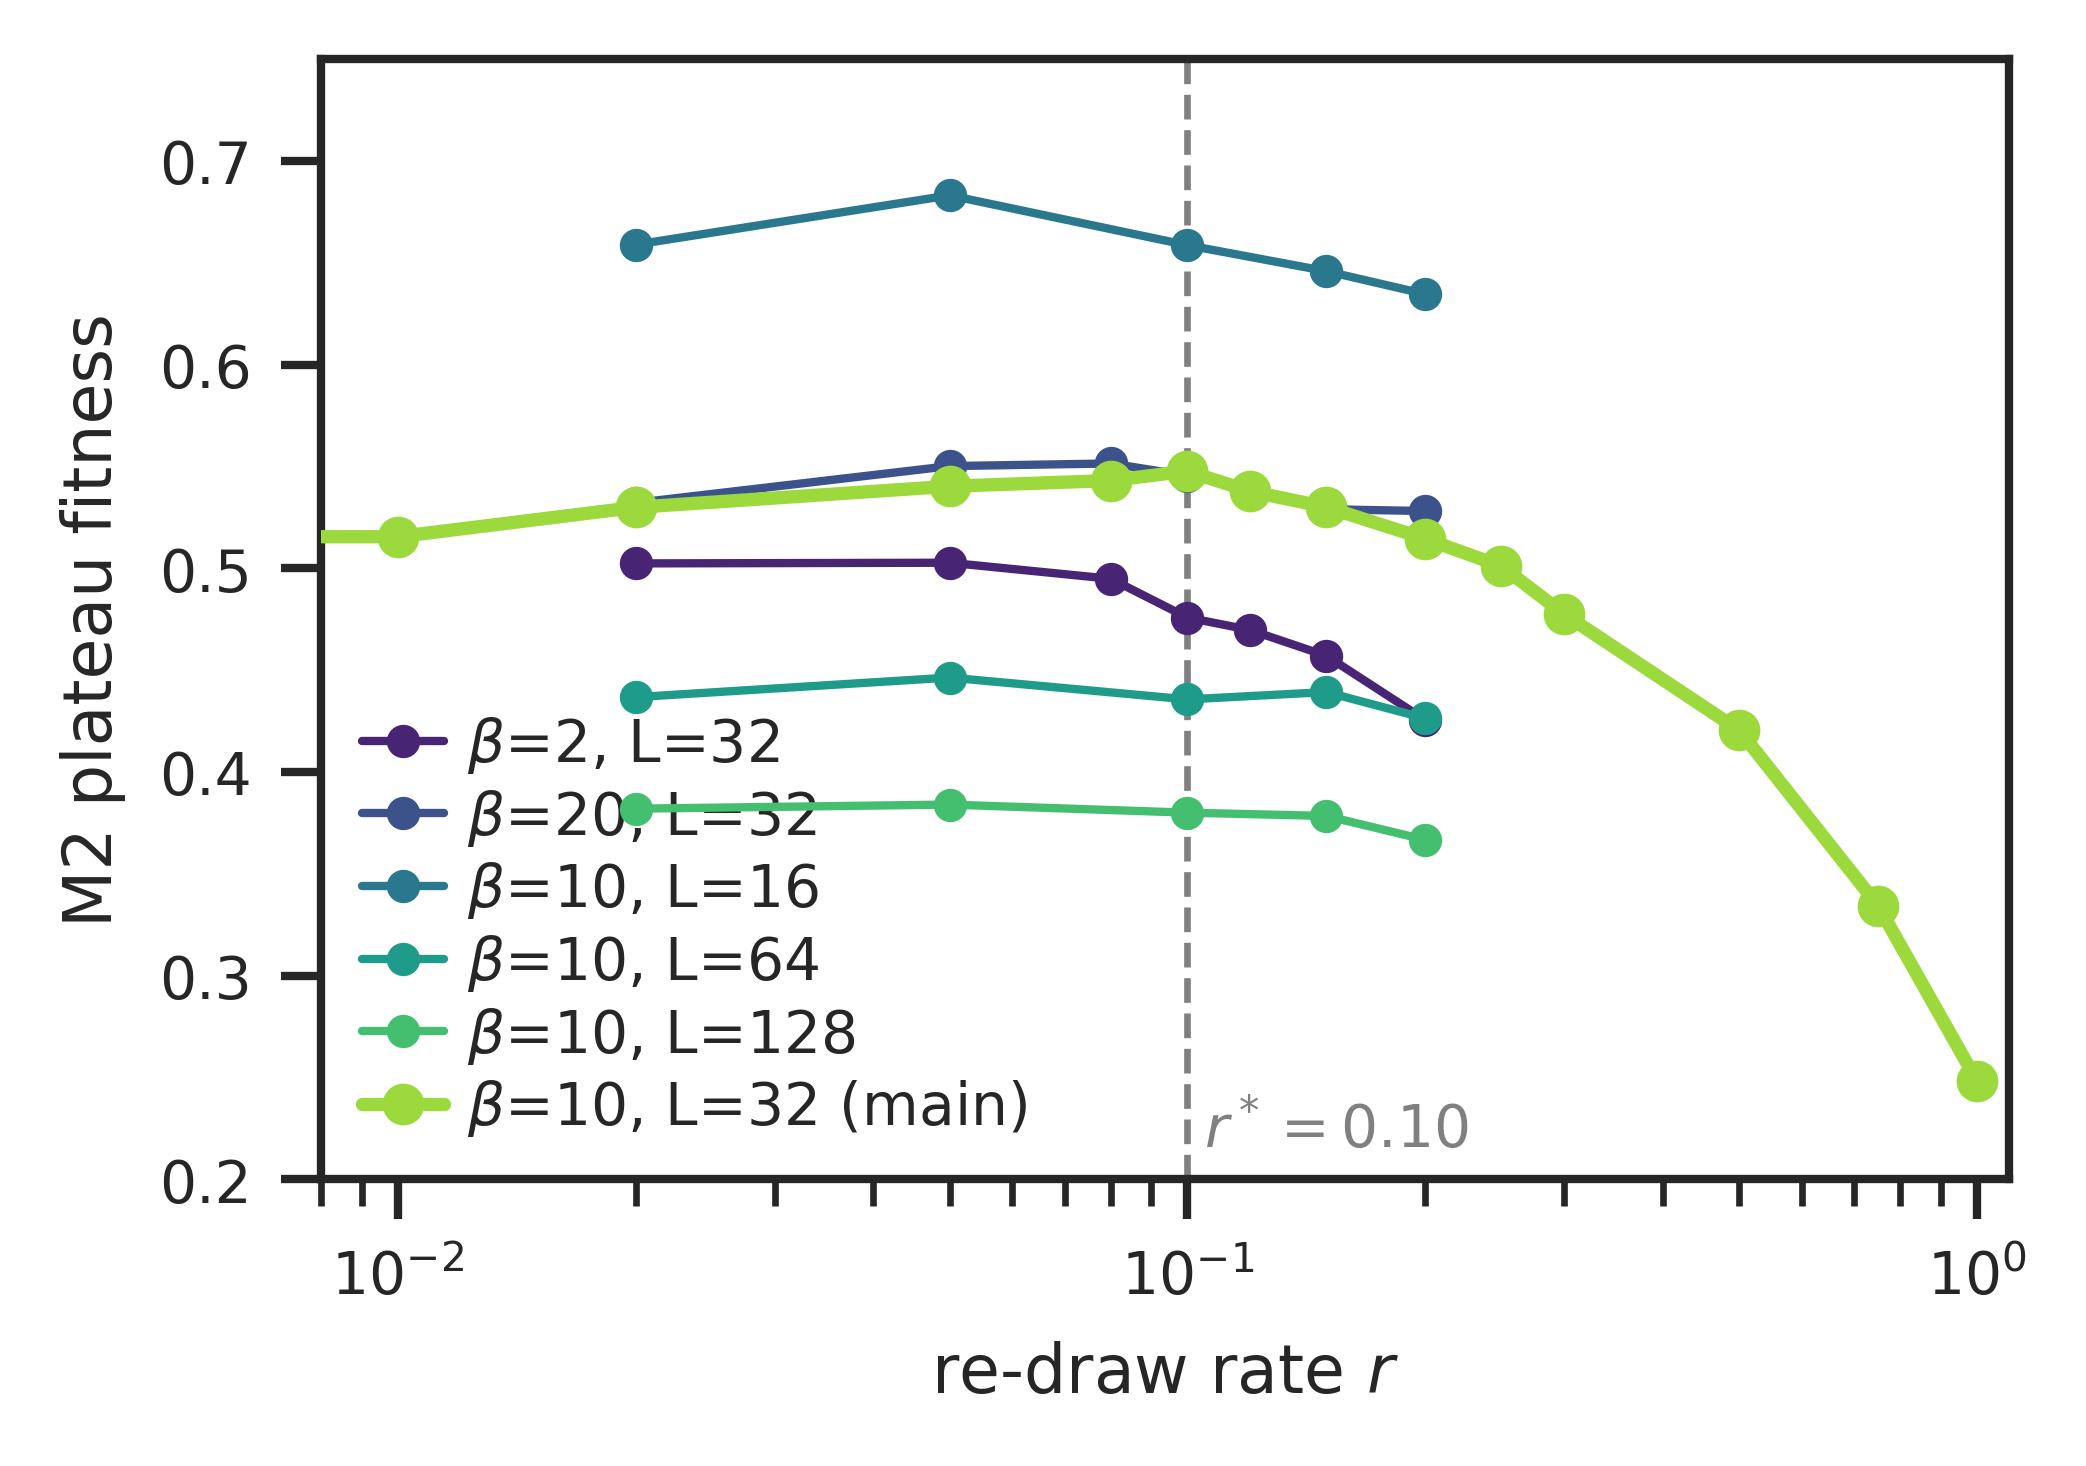 M2 plateau fitness
0.7
0.6
0.5
0.4
0.3
0.2
β=2, L=32
β=20, L=32
β=10, L=16
β=10, L=64
β=10, L=128
β=10, L=32 (main)
r* = 0.10
10⁻² 10⁻¹ 10⁰
re-draw rate r